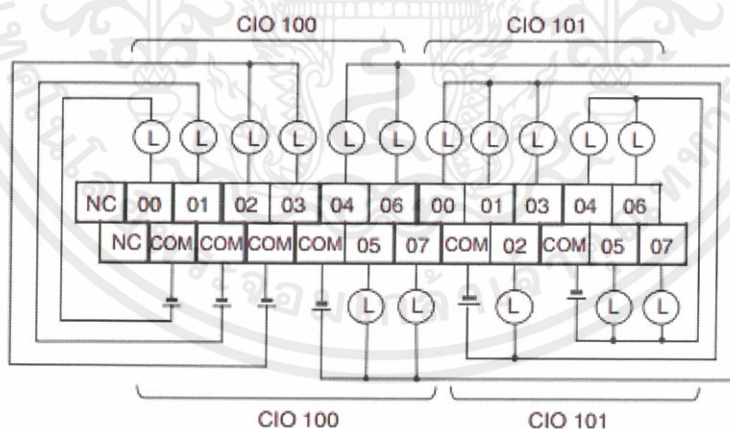 CIO 100 CIO 101
L L L L L L L L L L L
NC 00 01 02 03 04 06 00 01 03 04 06
NC COM COM COM COM 05 07 COM 02 COM 05 07
L L L L L
CIO 100 CIO 101